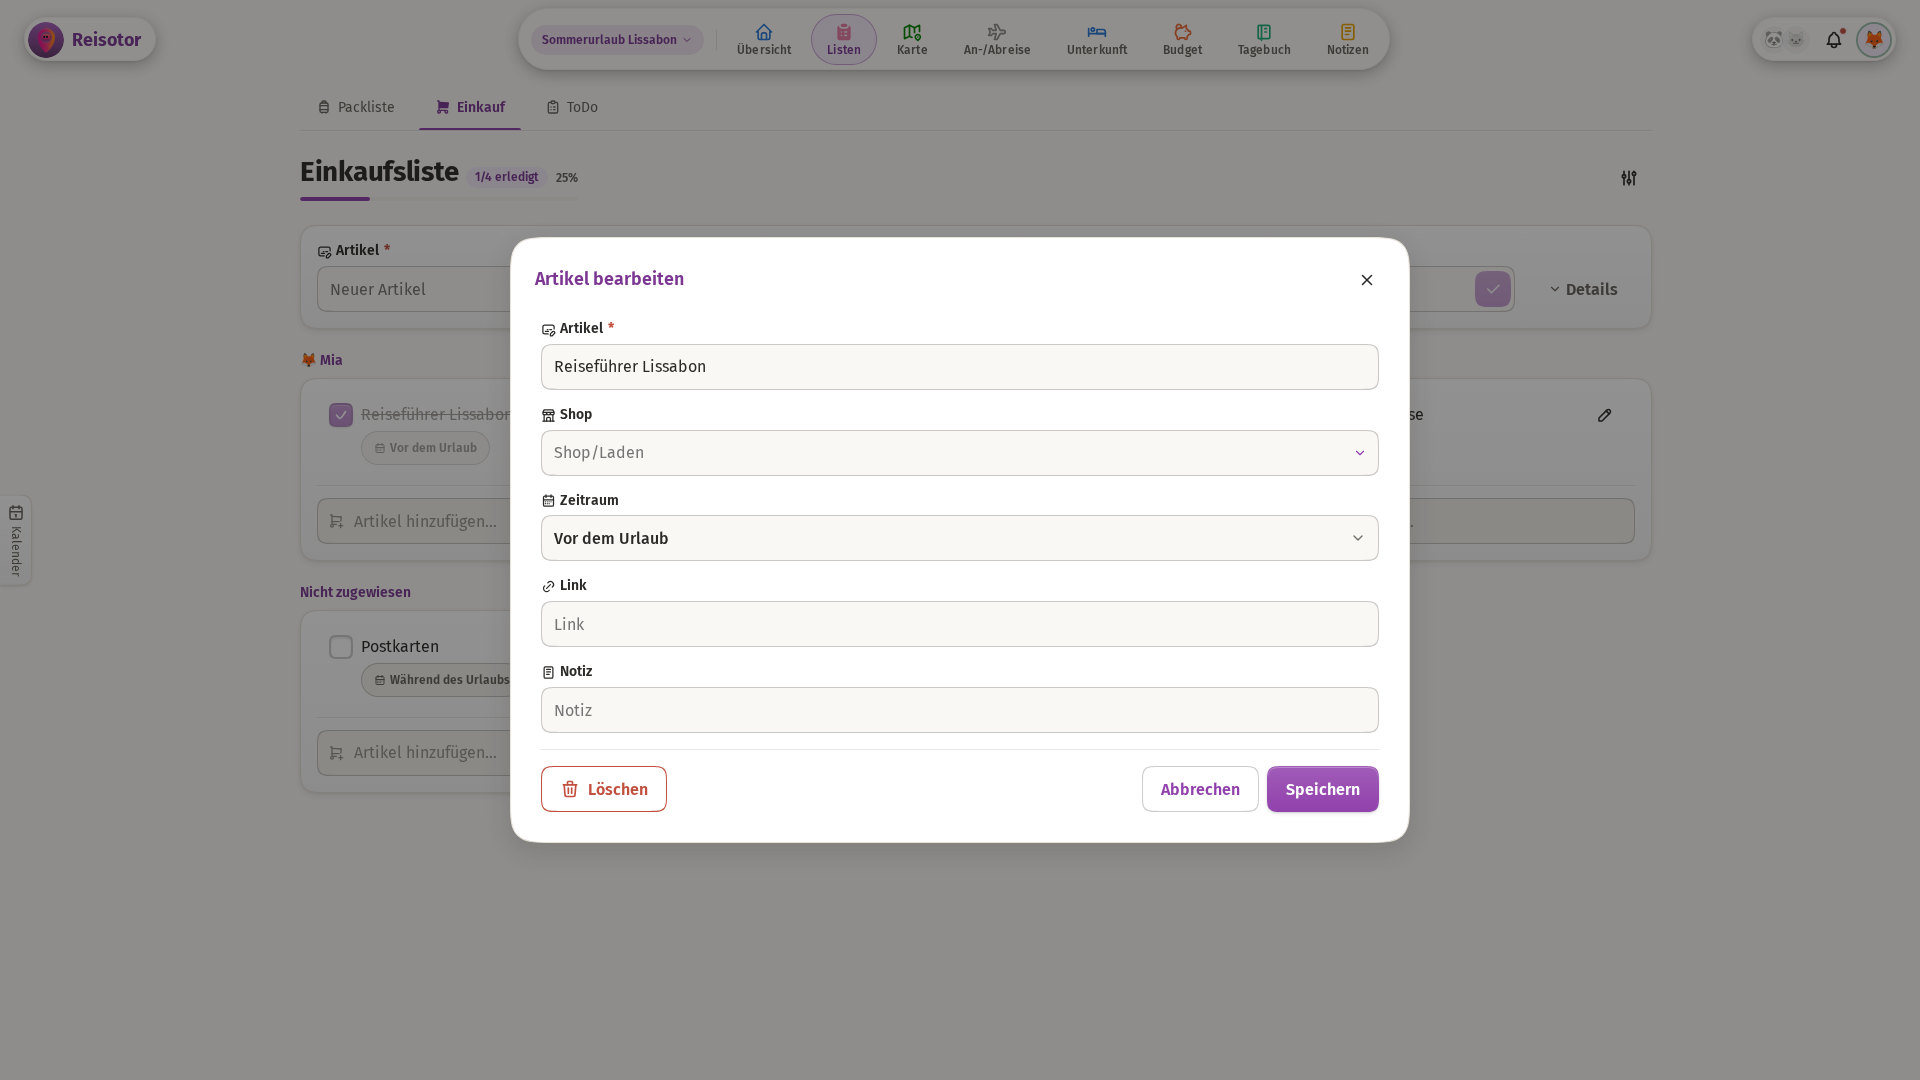 Reisotor
Sommerurlaub Lissabon
Übersicht
Listen
Karte
An-/Abreise
Unterkunft
Budget
Tagebuch
Notizen
Packliste
Einkauf
ToDo
Einkaufsliste
1/4 erledigt
25%
Artikel *
Neuer Artikel
Details
Mia
Reiseführer Lissabon
Vor dem Urlaub
Artikel hinzufügen...
Kalender
Nicht zugewiesen
Postkarten
Während des Urlaubs
Artikel hinzufügen...
Artikel bearbeiten
Artikel *
Reiseführer Lissabon
Shop
Shop/Laden
Zeitraum
Vor dem Urlaub
Link
Link
Notiz
Notiz
Löschen
Abbrechen
Speichern